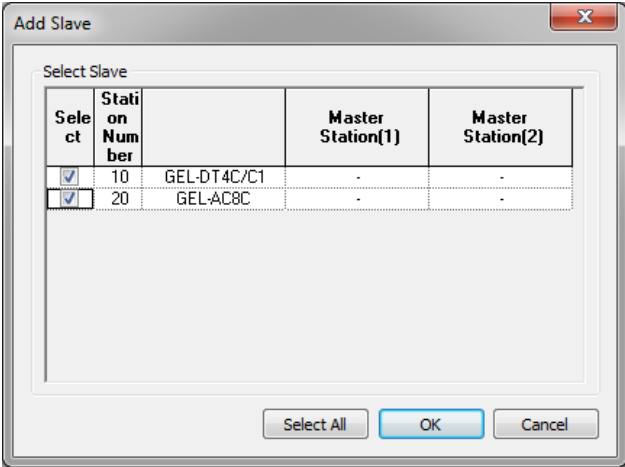 Add Slave
Select Slave
Sele
ct
Stati
on
Num
ber
Master
Station(1)
Master
Station(2)
10 GEL-DT4C/C1 - -
20 GEL-AC8C - -
Select All OK Cancel